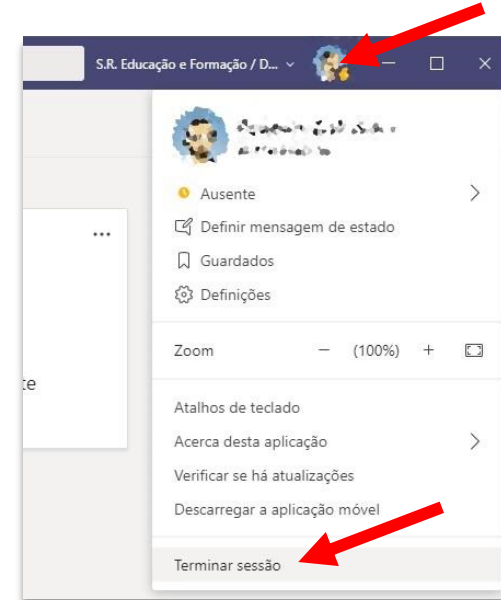 S.R. Educação e Formação / D...
Ausente
Definir mensagem de estado
Guardados
Definições
Zoom − (100%) +
te
Atalhos de teclado
Acerca desta aplicação
Verificar se há atualizações
Descarregar a aplicação móvel
Terminar sessão